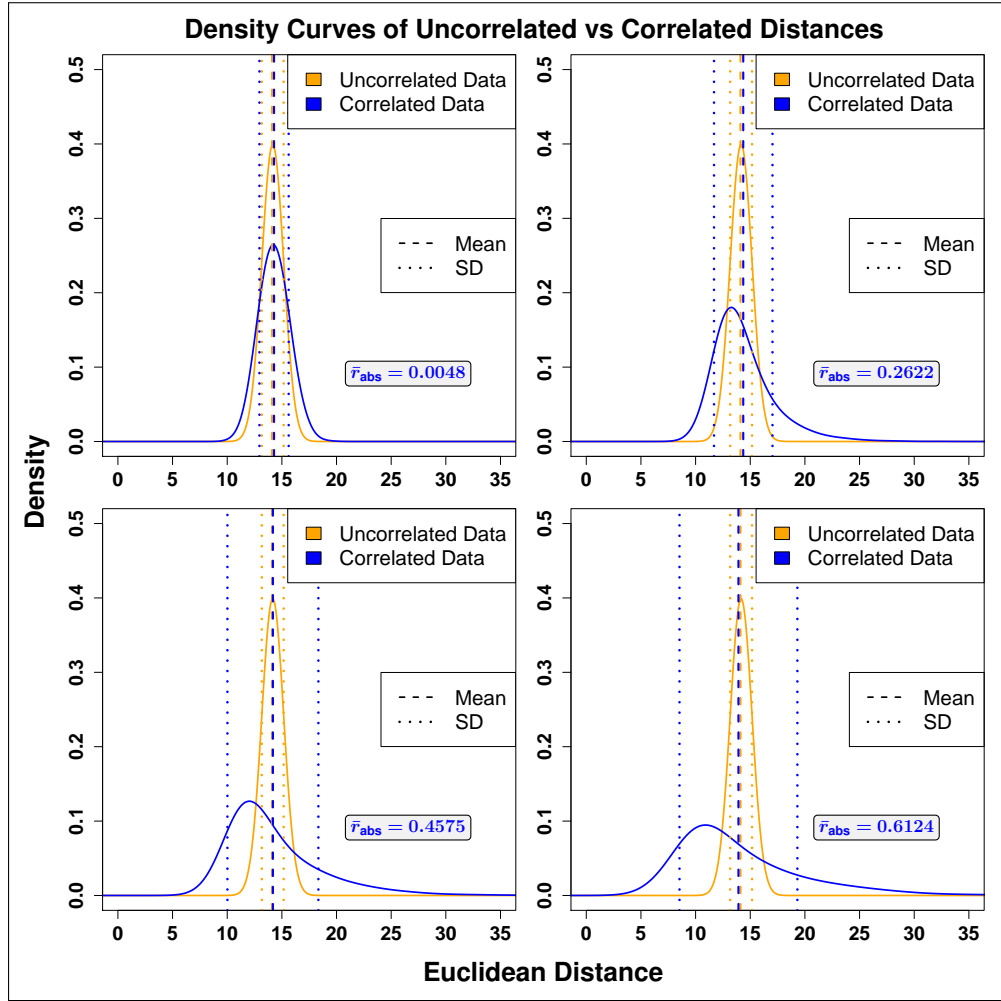 Density Curves of Uncorrelated vs Correlated Distances
Uncorrelated Data
Correlated Data
Mean
SD
r̄abs = 0.0048
0.0 0.1 0.2 0.3 0.4 0.5
0 5 10 15 20 25 30 35
Uncorrelated Data
Correlated Data
Mean
SD
r̄abs = 0.2622
0.0 0.1 0.2 0.3 0.4 0.5
0 5 10 15 20 25 30 35
Uncorrelated Data
Correlated Data
Mean
SD
r̄abs = 0.4575
0.0 0.1 0.2 0.3 0.4 0.5
0 5 10 15 20 25 30 35
Uncorrelated Data
Correlated Data
Mean
SD
r̄abs = 0.6124
0.0 0.1 0.2 0.3 0.4 0.5
0 5 10 15 20 25 30 35
Density
Euclidean Distance